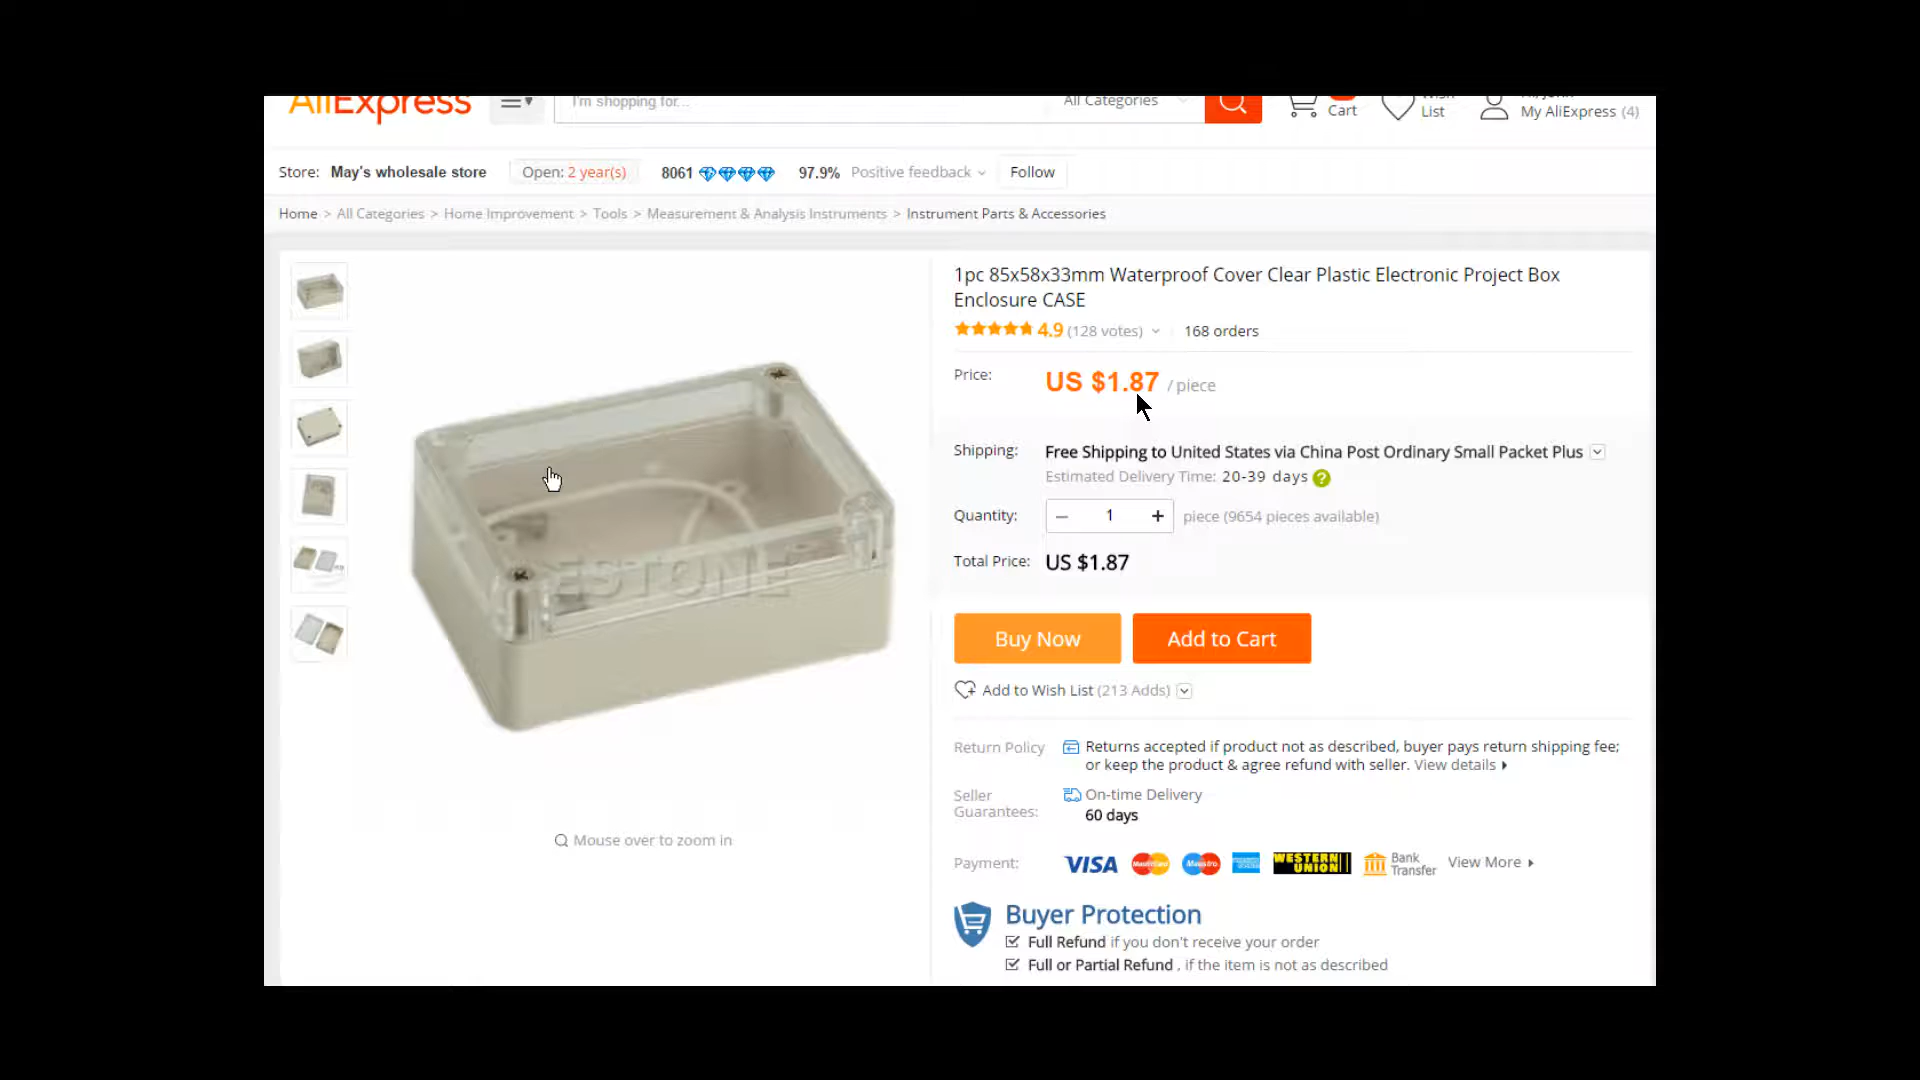 AliExpress
I'm shopping for...
All Categories
Cart
Wish List
My AliExpress (4)
Store: May's wholesale store Open: 2 year(s) 8061 97.9% Positive feedback Follow
Home > All Categories > Home Improvement > Tools > Measurement & Analysis Instruments > Instrument Parts & Accessories
1pc 85x58x33mm Waterproof Cover Clear Plastic Electronic Project Box
Enclosure CASE
4.9 (128 votes) 168 orders
Price: US $1.87 / piece
Shipping: Free Shipping to United States via China Post Ordinary Small Packet Plus
Estimated Delivery Time: 20-39 days ?
Quantity: – 1 + piece (9654 pieces available)
Total Price: US $1.87
ESTONE
Buy Now Add to Cart
Add to Wish List (213 Adds)
Return Policy Returns accepted if product not as described, buyer pays return shipping fee;
or keep the product & agree refund with seller. View details
Seller Guarantees: On-time Delivery
60 days
Mouse over to zoom in
Payment: VISA MasterCard Maestro WESTERN UNION Bank Transfer View More
Buyer Protection
Full Refund if you don't receive your order
Full or Partial Refund , if the item is not as described